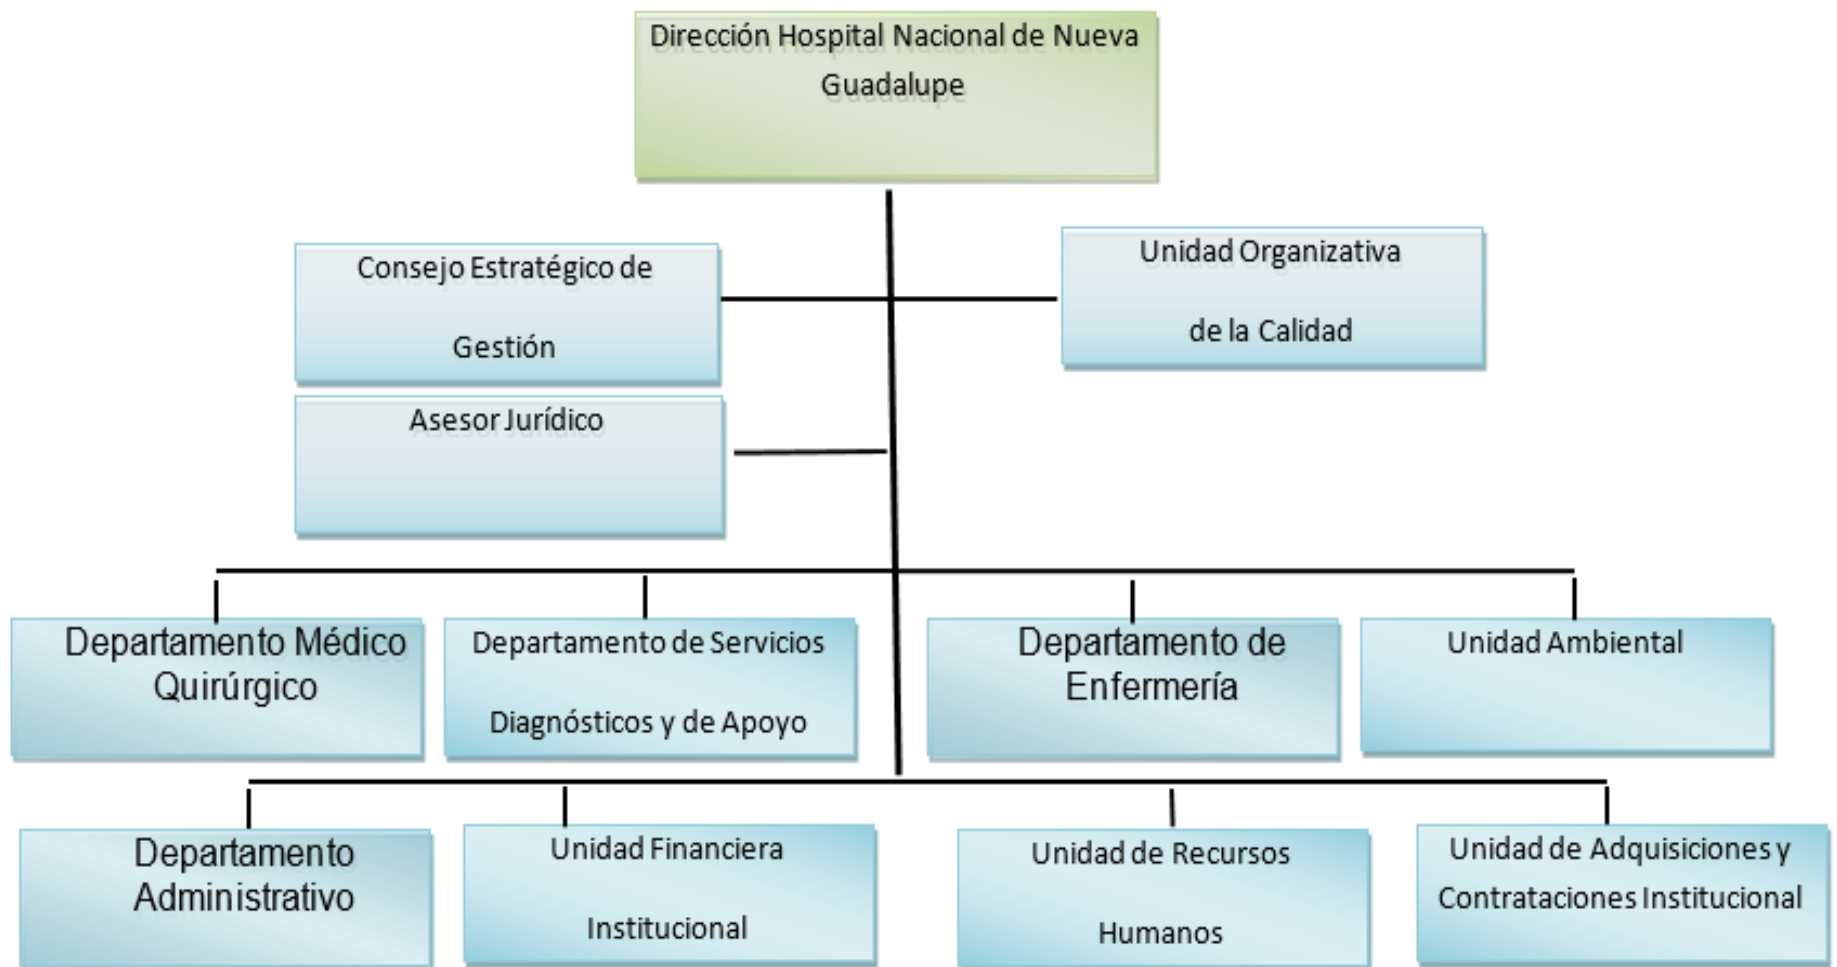 Dirección Hospital Nacional de Nueva
Guadalupe
Consejo Estratégico de
Gestión
Unidad Organizativa
de la Calidad
Asesor Jurídico
Departamento Médico
Quirúrgico
Departamento de Servicios
Diagnósticos y de Apoyo
Departamento de
Enfermería
Unidad Ambiental
Departamento
Administrativo
Unidad Financiera
Institucional
Unidad de Recursos
Humanos
Unidad de Adquisiciones y
Contrataciones Institucional